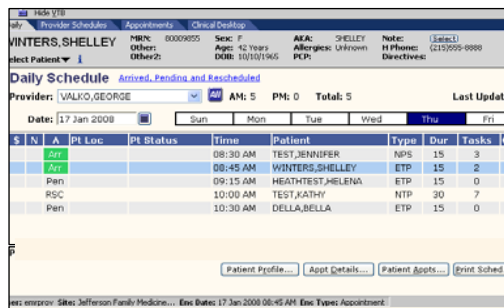 Hide VTB
aily Provider Schedules Appointments Clinical Desktop
WINTERS,SHELLEY MRN: 80009855 Sex: F AKA: SHELLEY Note: (Select)
Other: Age: 42 Years Allergies: Unknown H Phone: (215)555-8888
elect Patient Other2: DOB: 10/10/1965 PCP: Directives:
Daily Schedule Arrived, Pending and Rescheduled
Provider: VALKO,GEORGE All AM: 5 PM: 0 Total: 5 Last Updat
Date: 17 Jan 2008 Sun Mon Tue Wed Thu Fri
$ N A Pt Loc Pt Status Time Patient Type Dur Tasks
Arr 08:30 AM TEST,JENNIFER NPS 15 3
Arr 08:45 AM WINTERS,SHELLEY ETP 15 2
Pen 09:15 AM HEATHTEST,HELENA ETP 15 0
RSC 10:00 AM TEST,KATHY NTP 30 7
Pen 10:30 AM DELLA,BELLA ETP 15 0
Patient Profile... Appt Details... Patient Appts... Print Sched
er: emrprov Site: Jefferson Family Medicine... Enc Date: 17 Jan 2008 08:45 AM Enc Type: Appointment